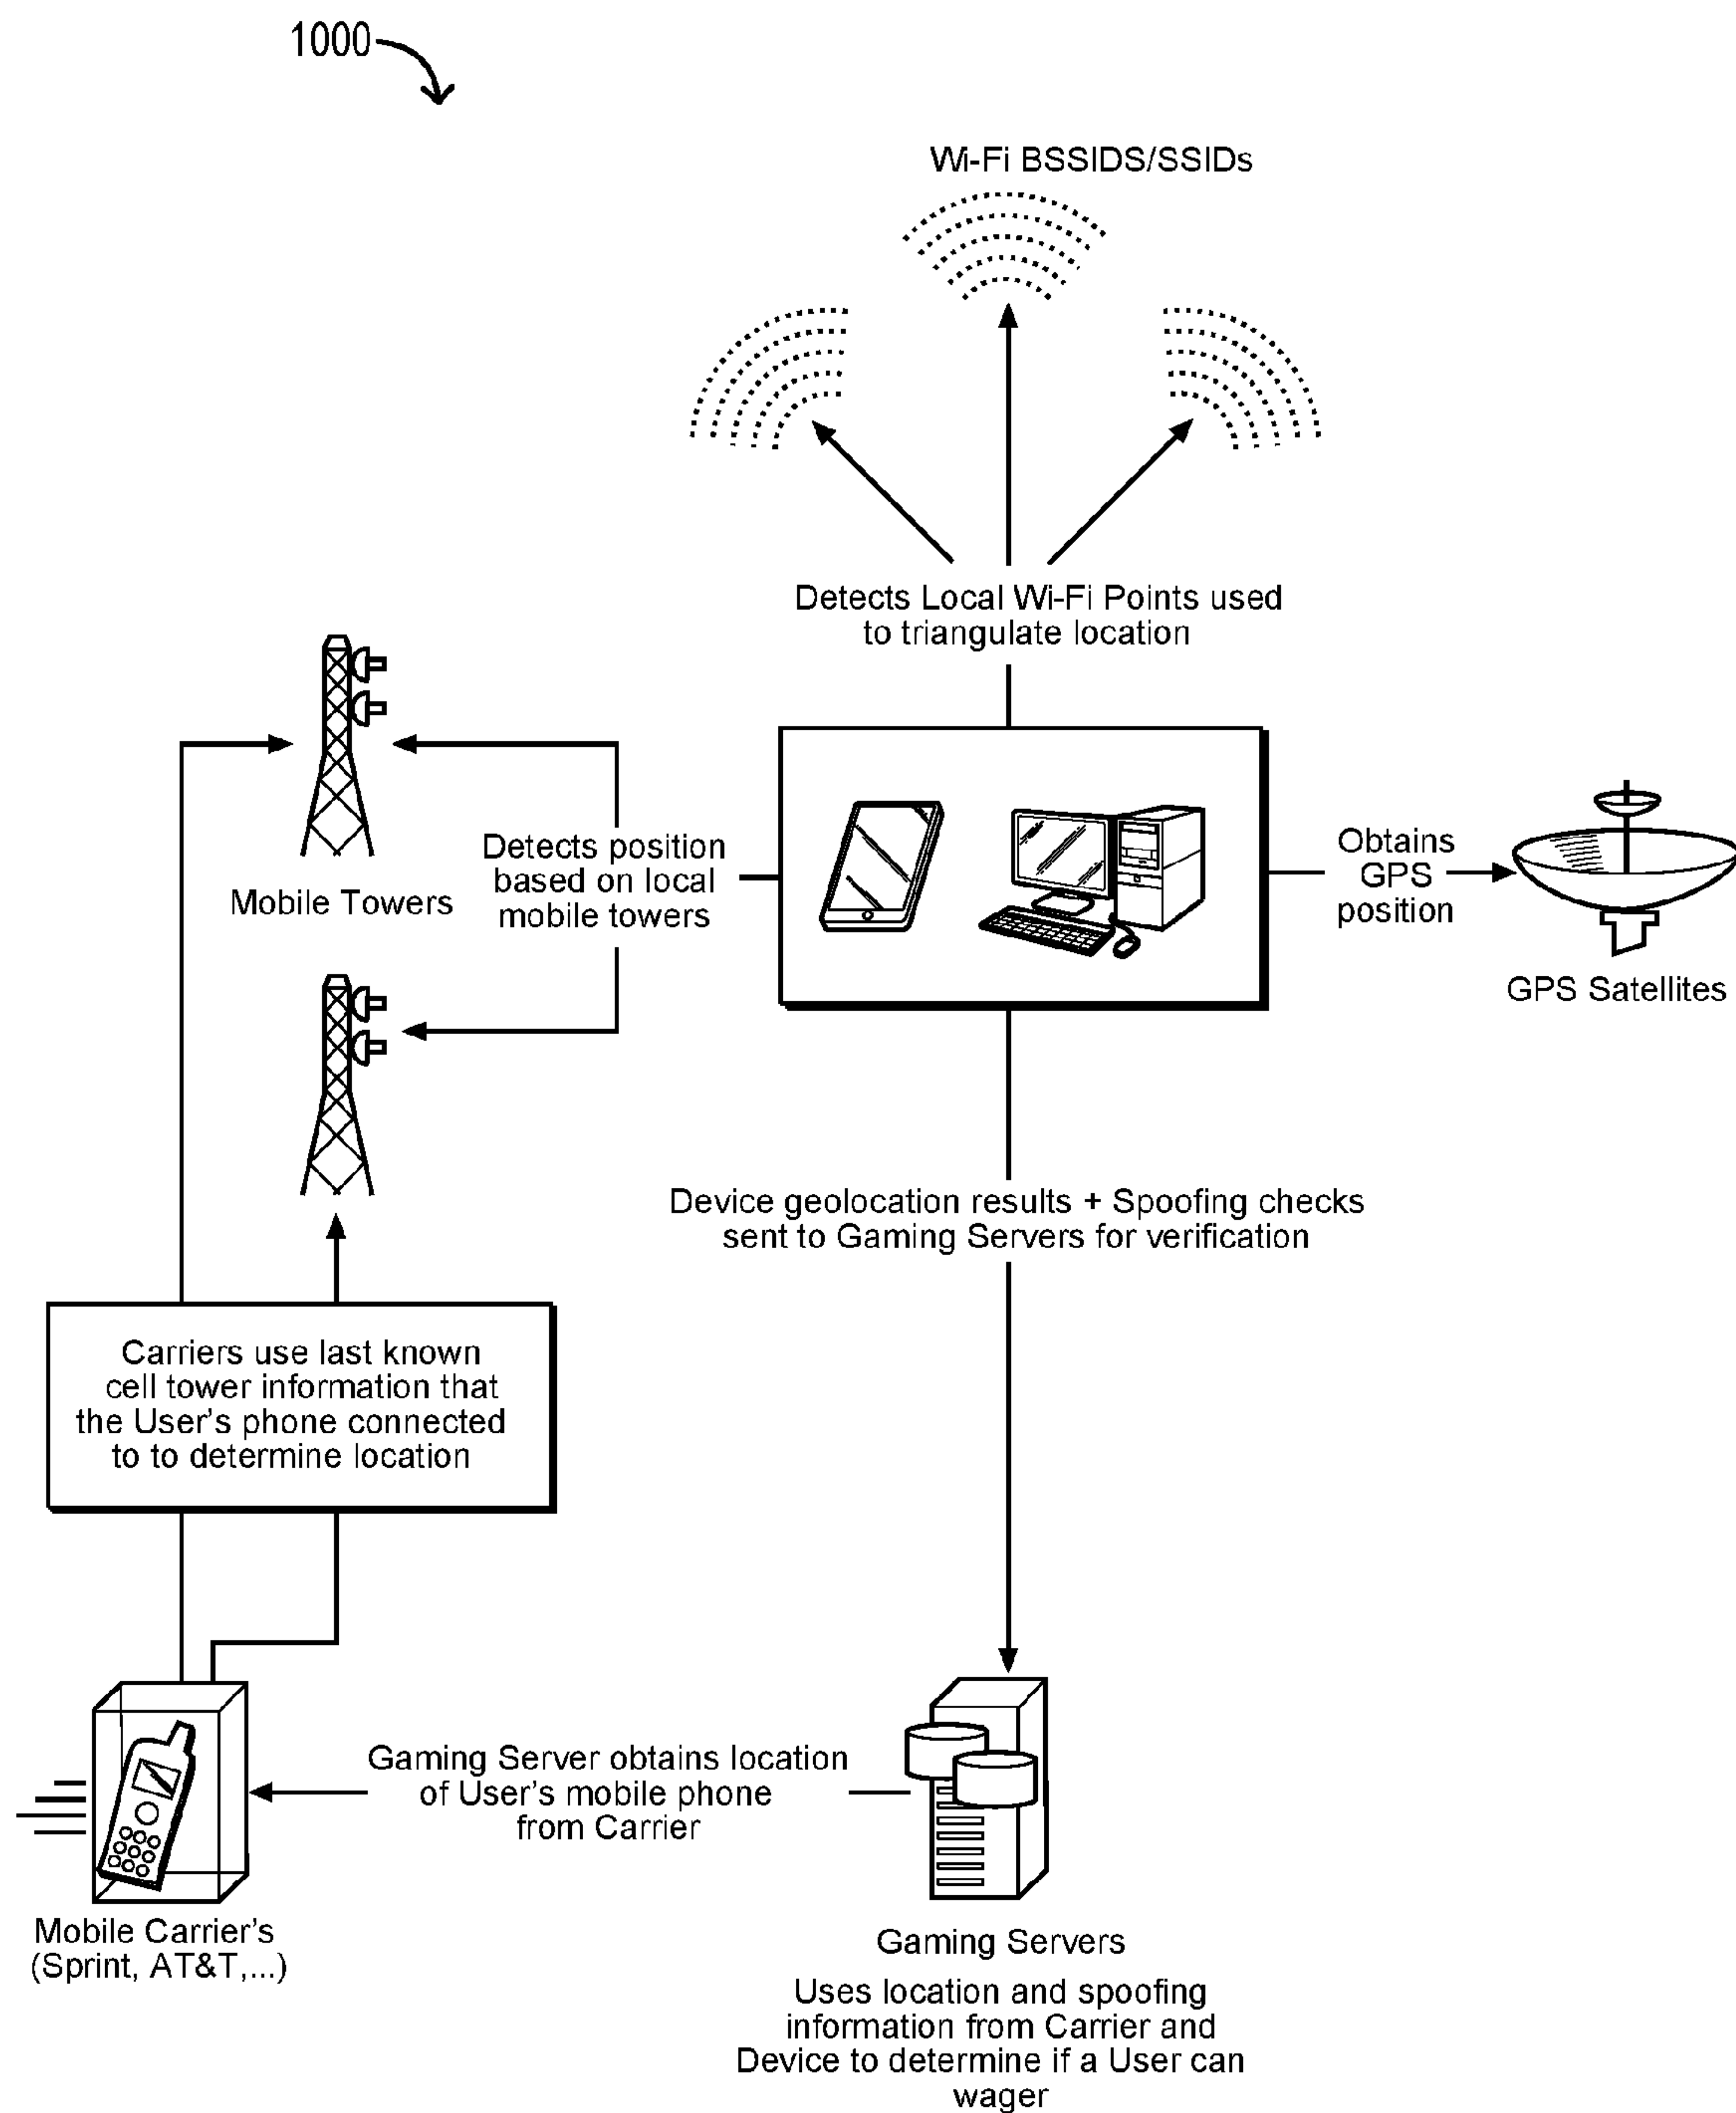 1000
Wi-Fi BSSIDS/SSIDs
Detects Local Wi-Fi Points used
to triangulate location
Mobile Towers
Detects position
based on local
mobile towers
Obtains
GPS
position
GPS Satellites
Device geolocation results + Spoofing checks
sent to Gaming Servers for verification
Carriers use last known
cell tower information that
the User's phone connected
to to determine location
Gaming Server obtains location
of User's mobile phone
from Carrier
Mobile Carrier's
(Sprint, AT&T,...)
Gaming Servers
Uses location and spoofing
information from Carrier and
Device to determine if a User can
wager